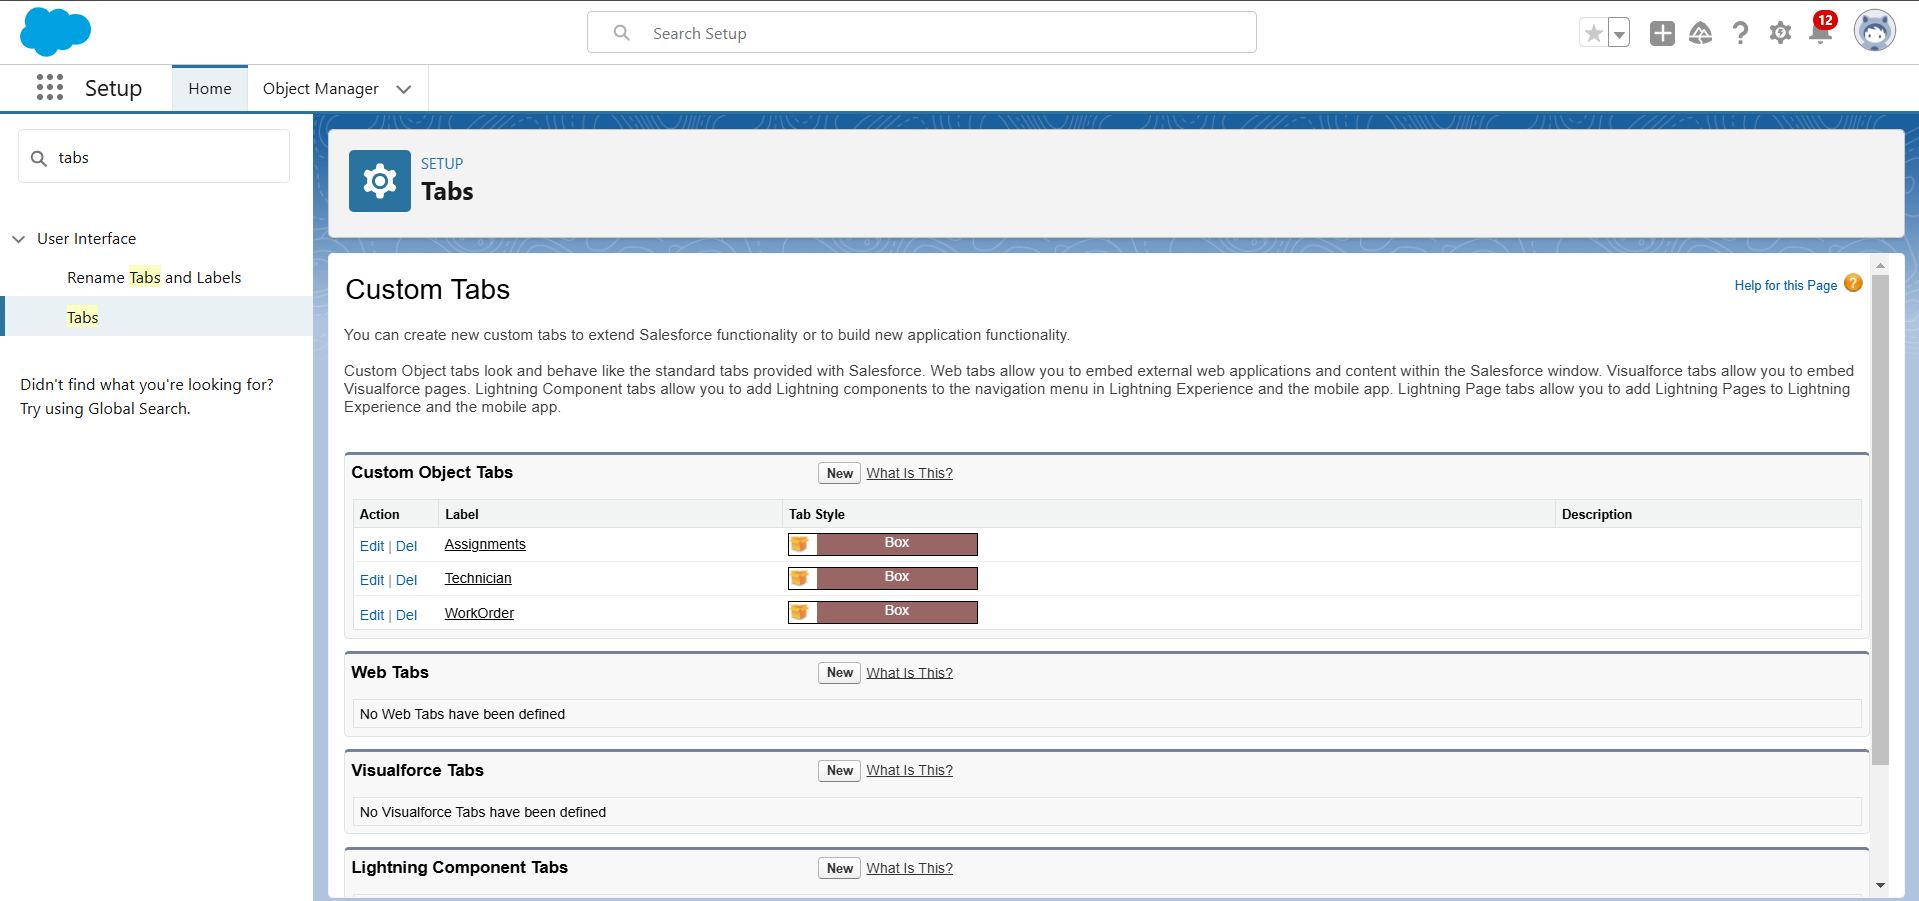 Search Setup
12
Setup
Home
Object Manager
tabs
User Interface
Rename Tabs and Labels
Tabs
Didn't find what you're looking for?
Try using Global Search.
SETUP
Tabs
Custom Tabs
Help for this Page ?
You can create new custom tabs to extend Salesforce functionality or to build new application functionality.
Custom Object tabs look and behave like the standard tabs provided with Salesforce. Web tabs allow you to embed external web applications and content within the Salesforce window. Visualforce tabs allow you to embed
Visualforce pages. Lightning Component tabs allow you to add Lightning components to the navigation menu in Lightning Experience and the mobile app. Lightning Page tabs allow you to add Lightning Pages to Lightning
Experience and the mobile app.
Custom Object Tabs New What Is This?
Action Label Tab Style Description
Edit | Del Assignments Box
Edit | Del Technician Box
Edit | Del WorkOrder Box
Web Tabs New What Is This?
No Web Tabs have been defined
Visualforce Tabs New What Is This?
No Visualforce Tabs have been defined
Lightning Component Tabs New What Is This?